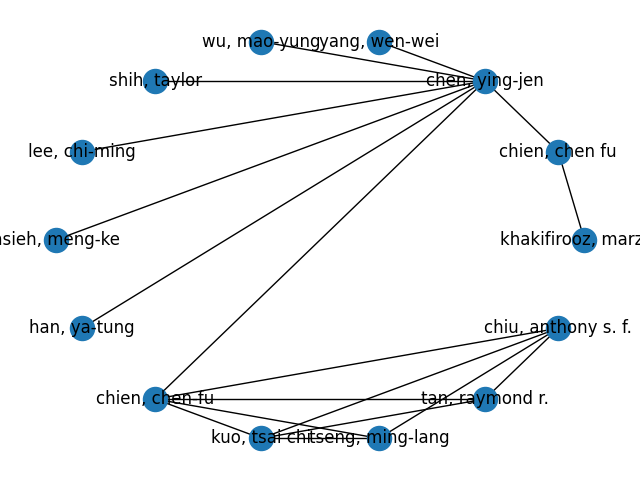 wu, mao-yung
yang, wen-wei
shih, taylor
chen, ying-jen
lee, chi-ming
chien, chen fu
hsieh, meng-ke
khakifirooz, marz
han, ya-tung
chiu, anthony s. f.
chien, chen-fu
tan, raymond r.
kuo, tsai chi
tseng, ming-lang